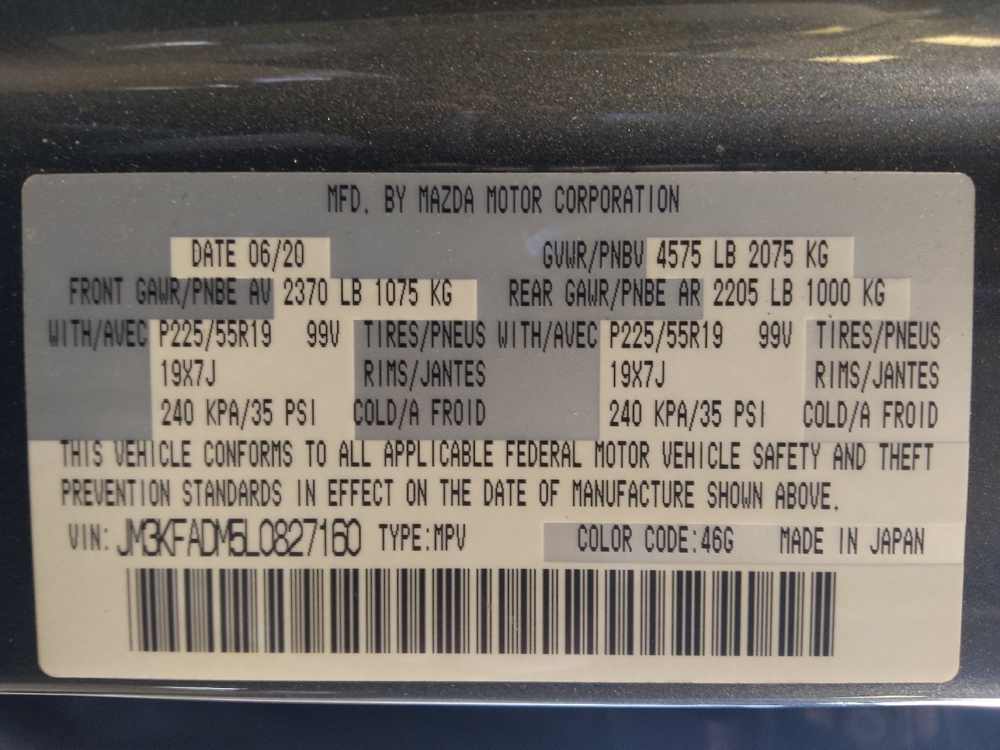 MFD. BY MAZDA MOTOR CORPORATION
DATE 06/20 GVWR/PNBV 4575 LB 2075 KG
FRONT GAWR/PNBE AV 2370 LB 1075 KG REAR GAWR/PNBE AR 2205 LB 1000 KG
WITH/AVEC P225/55R19 99V TIRES/PNEUS WITH/AVEC P225/55R19 99V TIRES/PNEUS
19X7J RIMS/JANTES 19X7J RIMS/JANTES
240 KPA/35 PSI COLD/A FROID 240 KPA/35 PSI COLD/A FROID
THIS VEHICLE CONFORMS TO ALL APPLICABLE FEDERAL MOTOR VEHICLE SAFETY AND THEFT
PREVENTION STANDARDS IN EFFECT ON THE DATE OF MANUFACTURE SHOWN ABOVE.
VIN: JM3KFADM5L0827160 TYPE:MPV COLOR CODE:46G MADE IN JAPAN